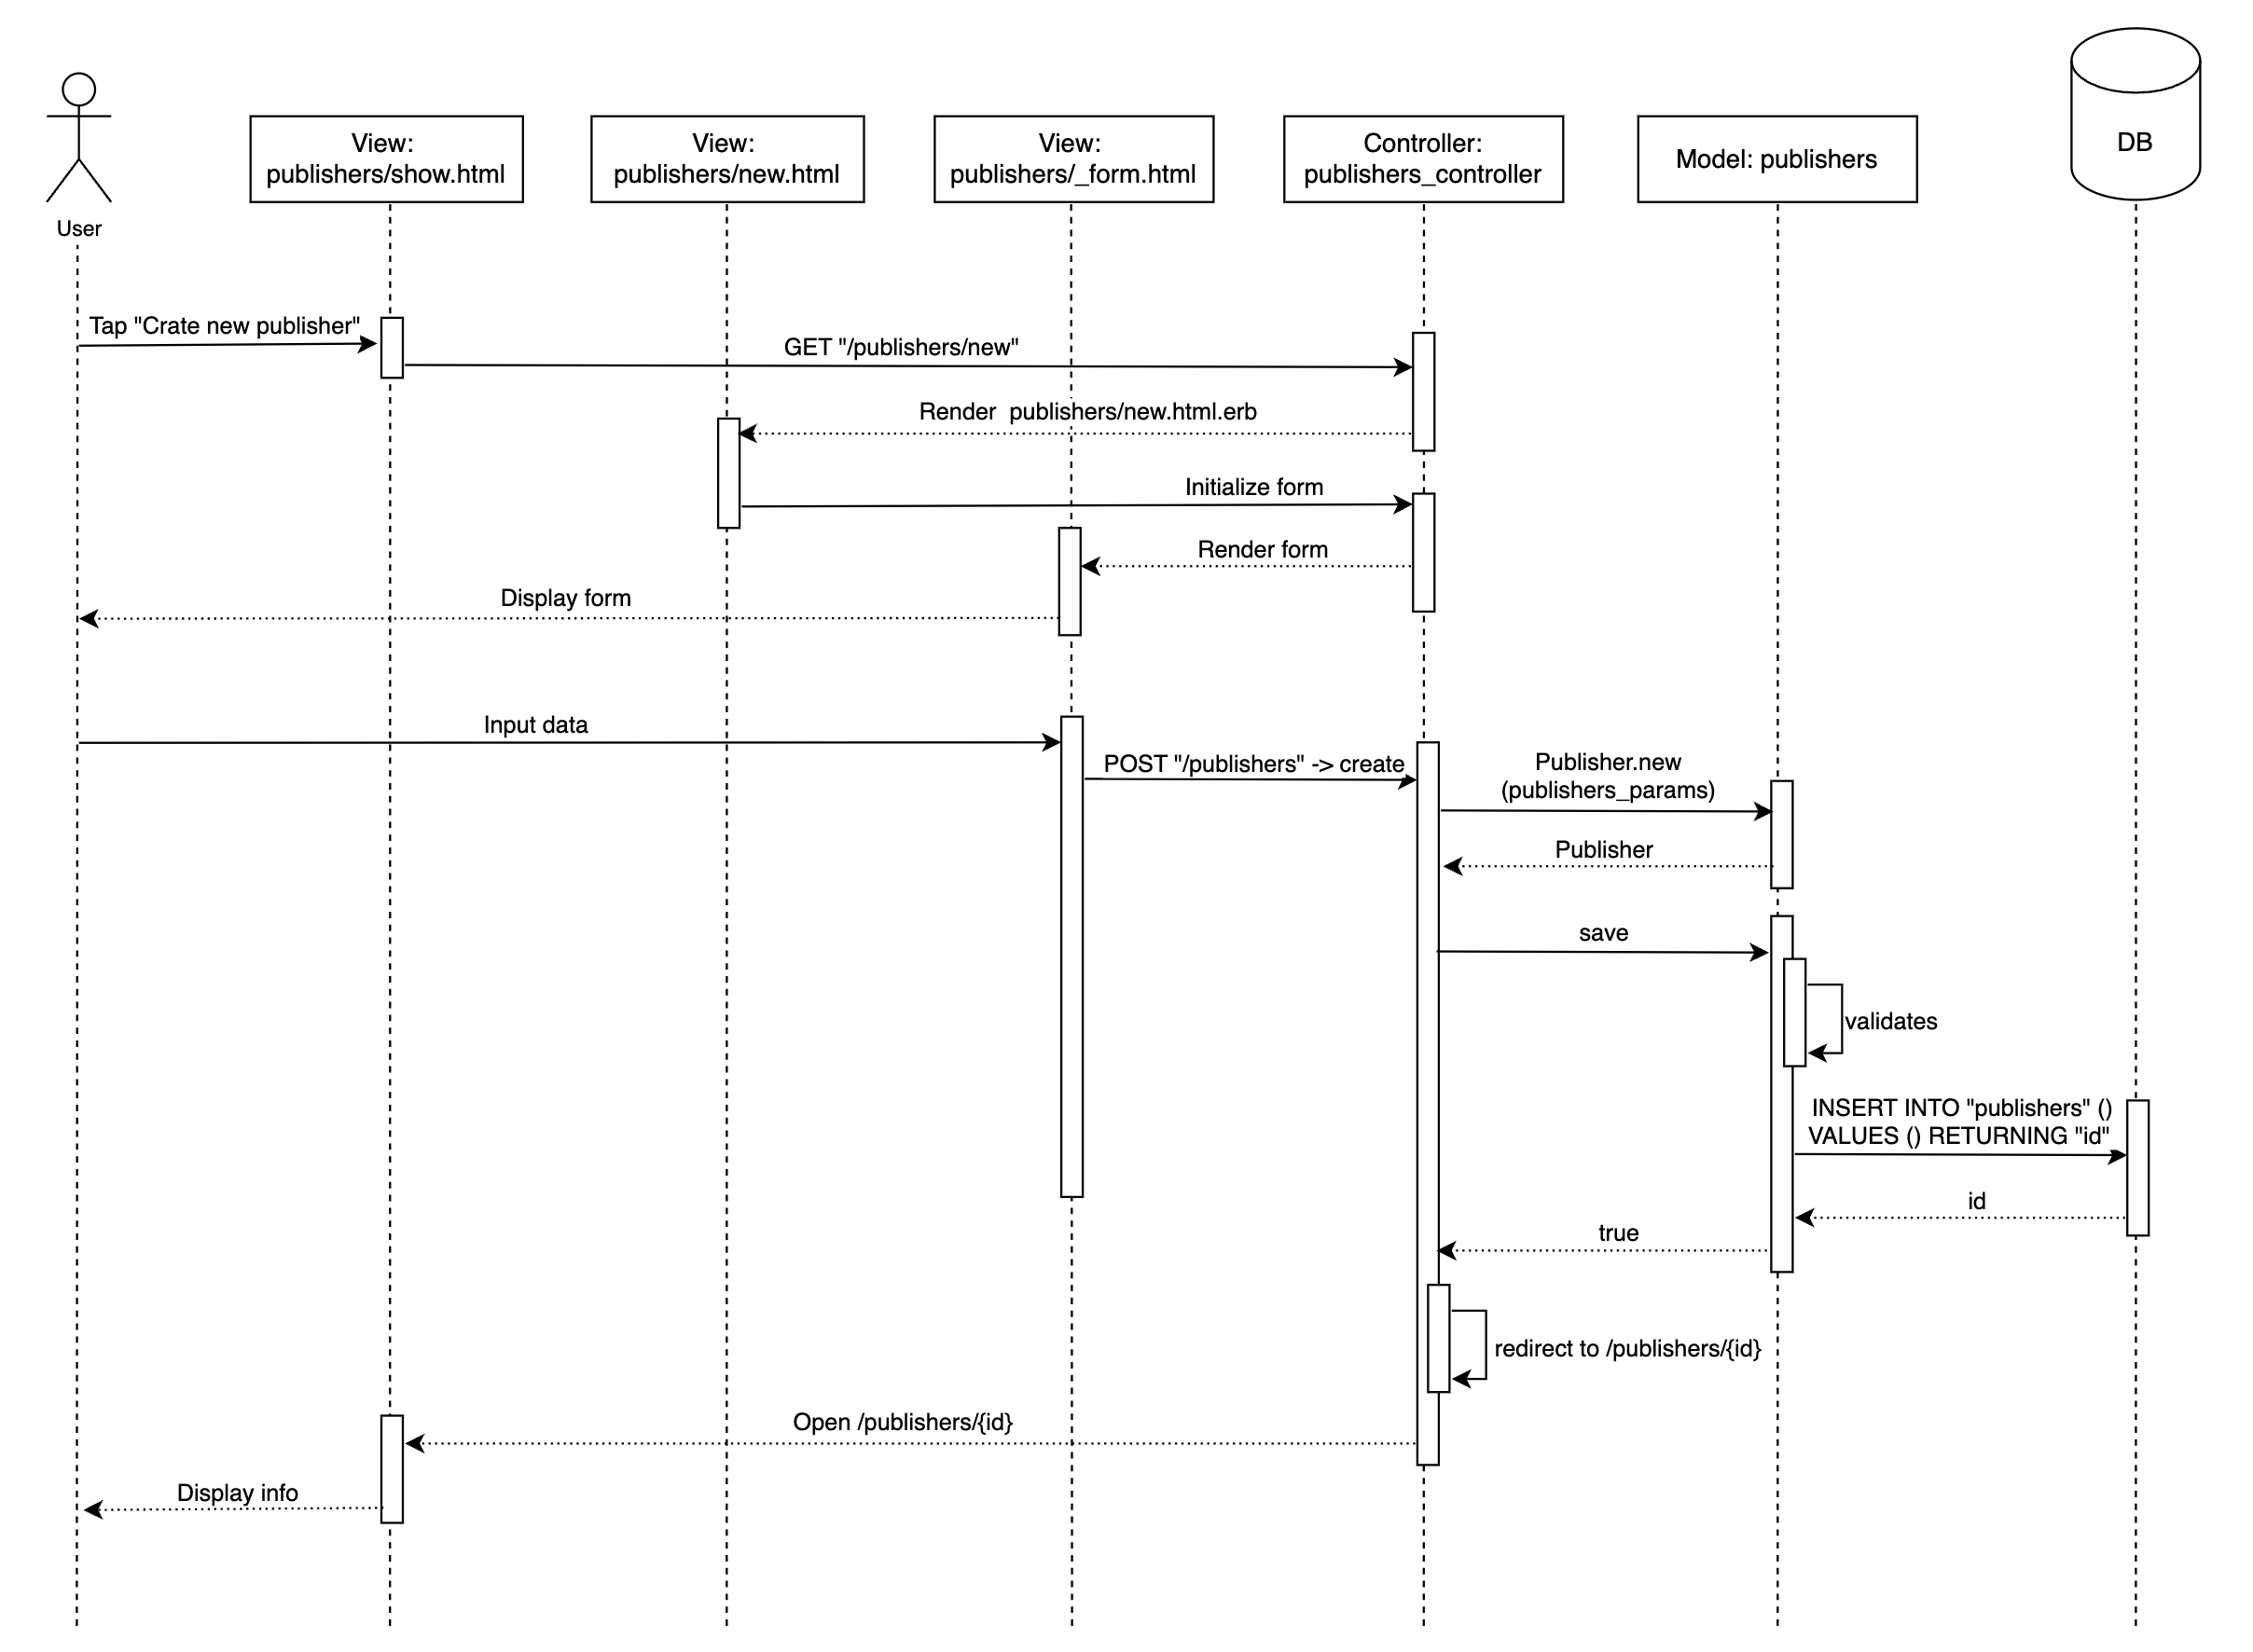 View:
publishers/show.html
View:
publishers/new.html
View:
publishers/_form.html
Controller:
publishers_controller
Model: publishers
DB
User
Tap "Crate new publisher"
GET "/publishers/new"
Render  publishers/new.html.erb
Initialize form
Render form
Display form
Input data
POST "/publishers" -> create
Publisher.new
(publishers_params)
Publisher
save
validates
INSERT INTO "publishers" ()
VALUES () RETURNING "id"
id
true
redirect to /publishers/{id}
Open /publishers/{id}
Display info